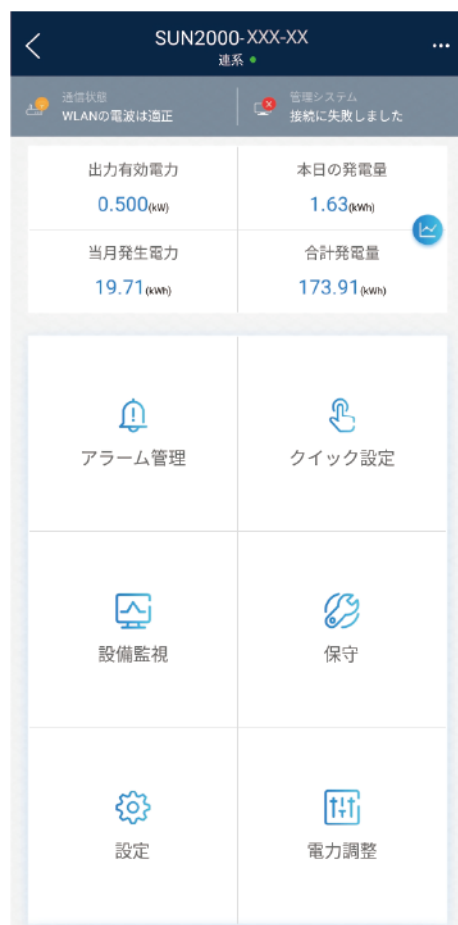 SUN2000-XXX-XX
連系
通信状態
WLANの電波は適正
管理システム
接続に失敗しました
出力有効電力
0.500(kW)
本日の発電量
1.63(kWh)
当月発生電力
19.71(kWh)
合計発電量
173.91(kWh)
アラーム管理
クイック設定
設備監視
保守
設定
電力調整